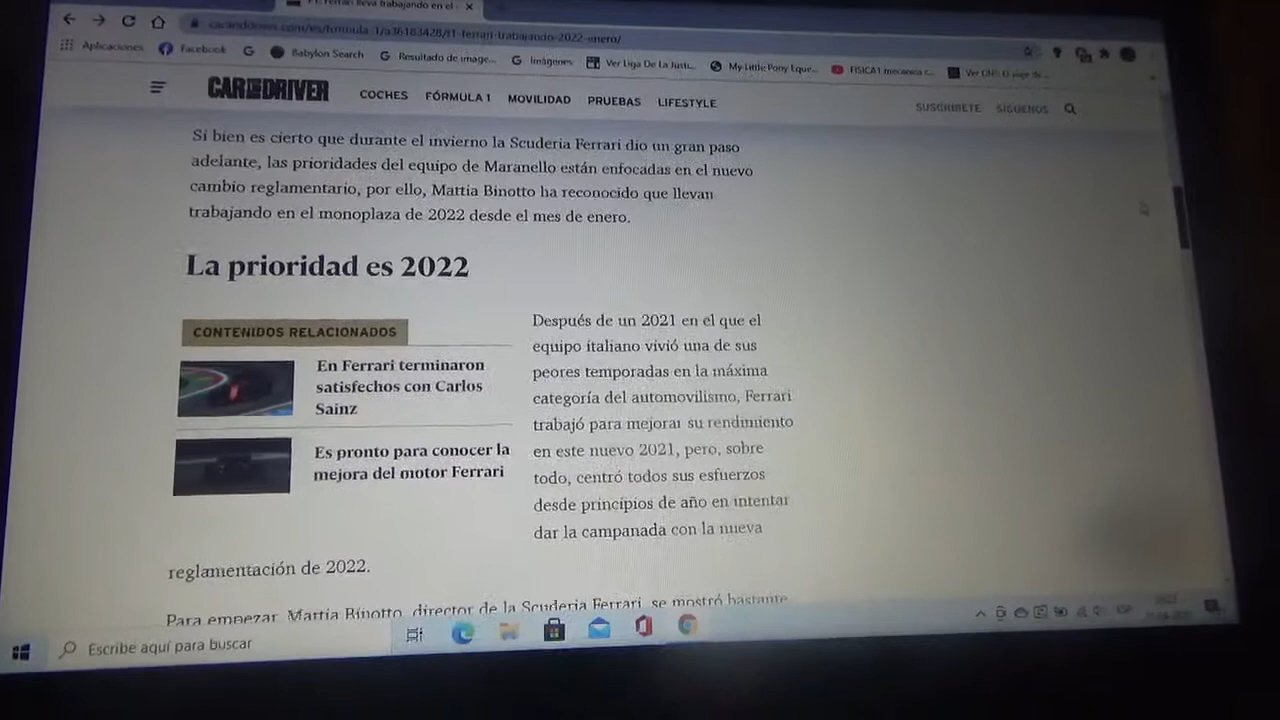 F1: Ferrari lleva trabajando en el
caranddriver.com/es/formula-1/a36183428/f1-ferrari-trabajando-2022-enero/
Aplicaciones Facebook Babylon Search Resultado de image... Imágenes Ver Liga De La Justi... My Little Pony Eque... FISICA1 mecanica c...
CAR AND DRIVER COCHES FÓRMULA 1 MOVILIDAD PRUEBAS LIFESTYLE SUSCRÍBETE SÍGUENOS
Si bien es cierto que durante el invierno la Scuderia Ferrari dio un gran paso
adelante, las prioridades del equipo de Maranello están enfocadas en el nuevo
cambio reglamentario, por ello, Mattia Binotto ha reconocido que llevan
trabajando en el monoplaza de 2022 desde el mes de enero.
La prioridad es 2022
CONTENIDOS RELACIONADOS
En Ferrari terminaron
satisfechos con Carlos
Sainz
Es pronto para conocer la
mejora del motor Ferrari
Después de un 2021 en el que el
equipo italiano vivió una de sus
peores temporadas en la máxima
categoría del automovilismo, Ferrari
trabajó para mejorar su rendimiento
en este nuevo 2021, pero, sobre
todo, centró todos sus esfuerzos
desde principios de año en intentar
dar la campanada con la nueva
reglamentación de 2022.
Para empezar, Mattia Binotto, director de la Scuderia Ferrari, se mostró bastante
Escribe aquí para buscar ESP